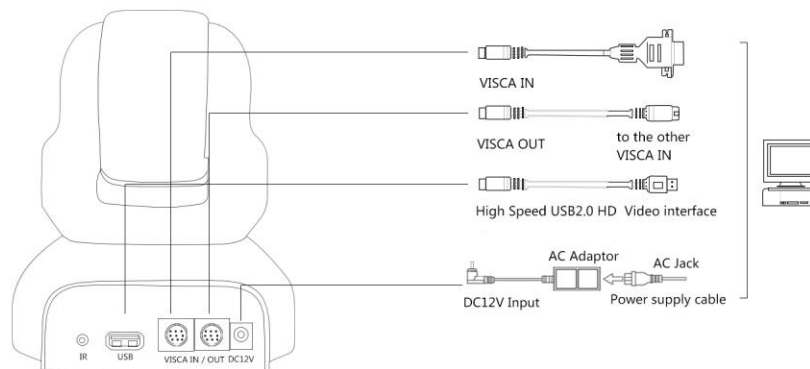 VISCA IN
VISCA OUT
to the other
VISCA IN
High Speed USB2.0 HD Video interface
AC Adaptor
AC Jack
DC12V Input
Power supply cable
IR
USB
VISCA IN / OUT
DC12V